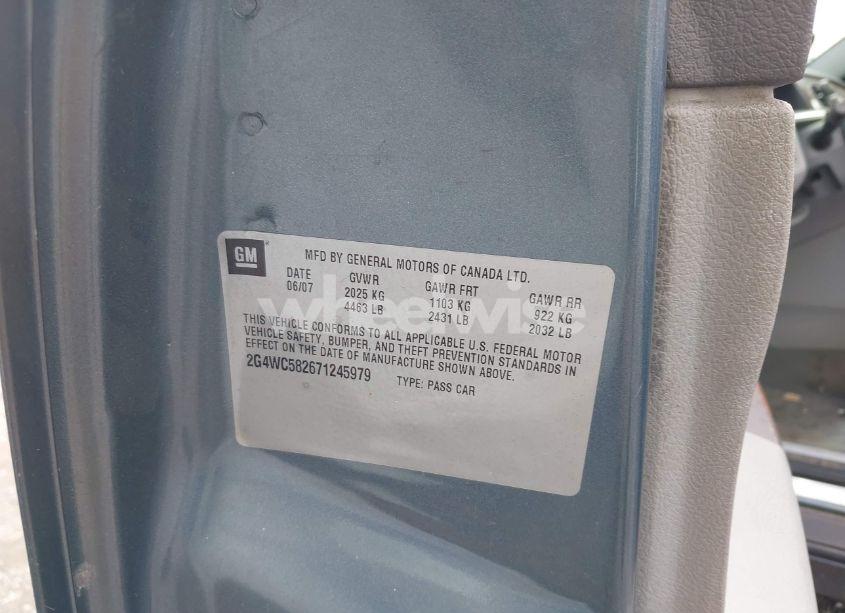 GM
MFD BY GENERAL MOTORS OF CANADA LTD.
DATE GVWR GAWR FRT GAWR RR
06/07 2025 KG 1103 KG 922 KG
4463 LB 2431 LB 2032 LB
THIS VEHICLE CONFORMS TO ALL APPLICABLE U.S. FEDERAL MOTOR
VEHICLE SAFETY, BUMPER, AND THEFT PREVENTION STANDARDS IN
EFFECT ON THE DATE OF MANUFACTURE SHOWN ABOVE.
2G4WC582671245979 TYPE: PASS CAR
wheelwise